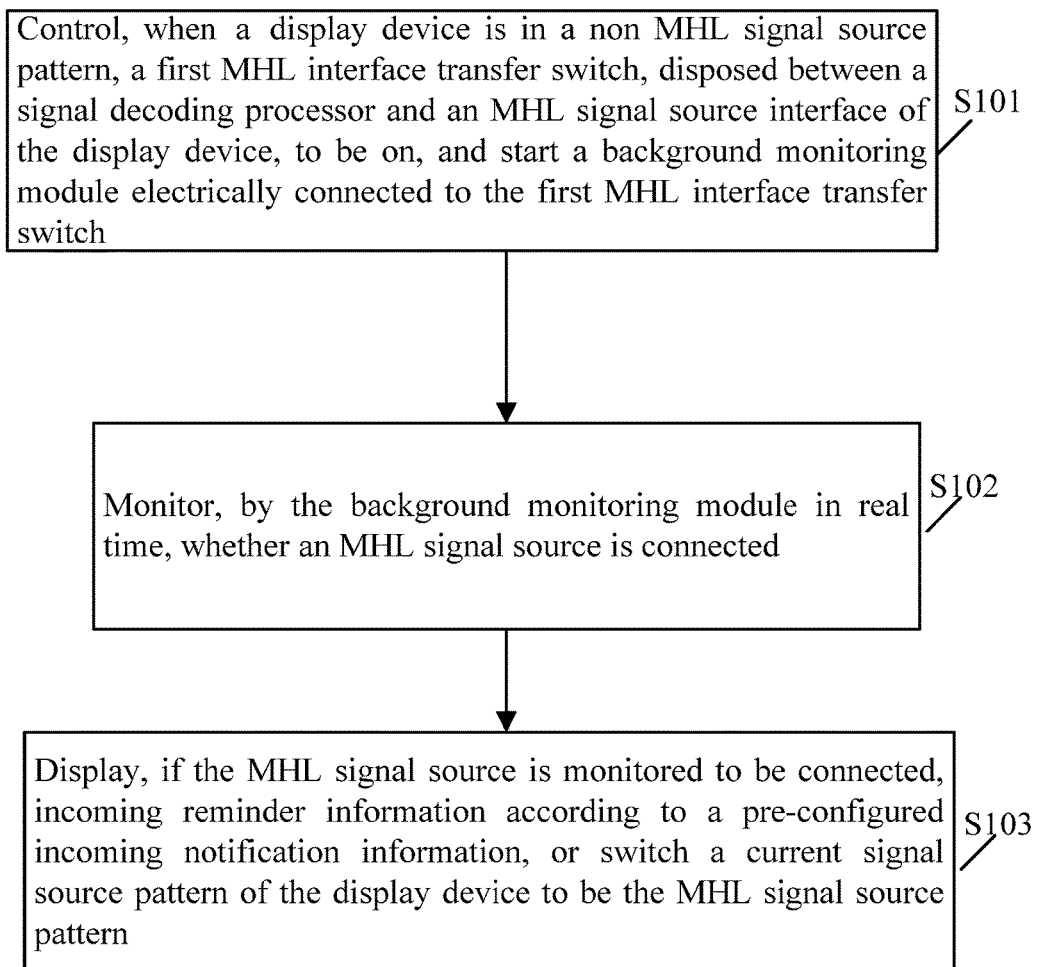 Control, when a display device is in a non MHL signal source
pattern, a first MHL interface transfer switch, disposed between a
signal decoding processor and an MHL signal source interface of
the display device, to be on, and start a background monitoring
module electrically connected to the first MHL interface transfer
switch
S101
Monitor, by the background monitoring module in real
time, whether an MHL signal source is connected
S102
Display, if the MHL signal source is monitored to be connected,
incoming reminder information according to a pre-configured
incoming notification information, or switch a current signal
source pattern of the display device to be the MHL signal source
pattern
S103